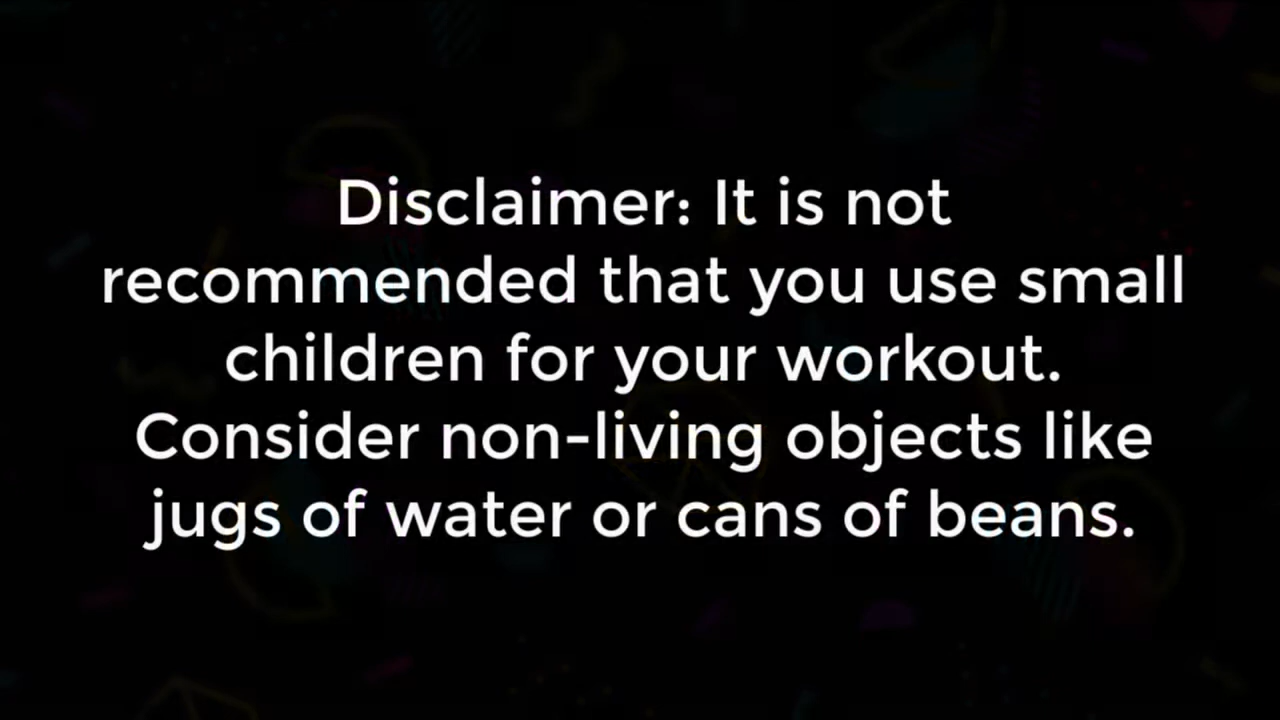 Disclaimer: It is not
recommended that you use small
children for your workout.
Consider non-living objects like
jugs of water or cans of beans.